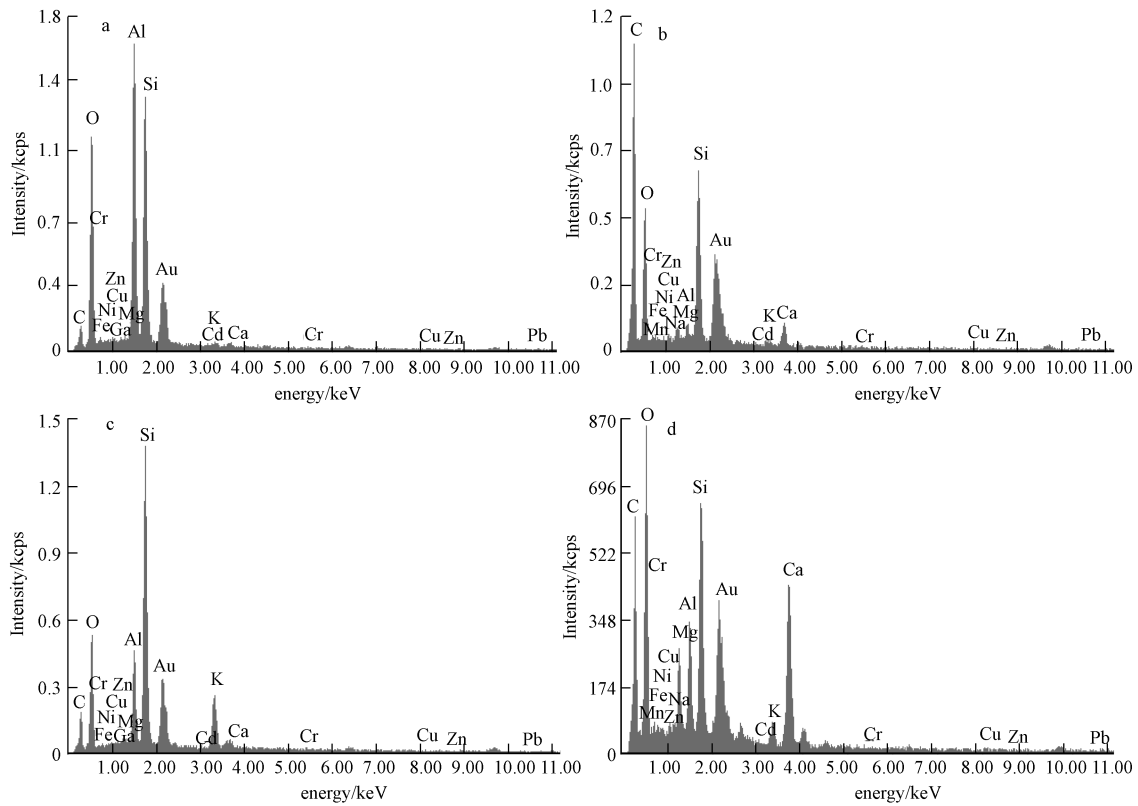 1.8
a
Al
1.4
Si
O
1.1
Cr
0.7
Au
0.4
Zn
Cu
C
Ni
Mg
K
Fe
Ga
Cd
Ca
Cr
Cu
Zn
Pb
0
1.00 2.00 3.00 4.00 5.00 6.00 7.00 8.00 9.00 10.00 11.00
energy/keV
Intensity/kcps
1.2
C
b
1.0
0.7
Si
O
0.5
Au
Cr
Zn
Cu
0.2
Ni
Al
Fe
Mg
K
Ca
Mn
Na
Cd
Cr
Cu
Zn
Pb
0
1.00 2.00 3.00 4.00 5.00 6.00 7.00 8.00 9.00 10.00 11.00
energy/keV
Intensity/kcps
1.5
c
Si
1.2
0.9
O
0.6
Al
Au
K
0.3
Cr
Zn
C
Cu
Ni
Mg
Fe
Ga
Cd
Ca
Cr
Cu
Zn
Pb
0
1.00 2.00 3.00 4.00 5.00 6.00 7.00 8.00 9.00 10.00 11.00
energy/keV
Intensity/kcps
870
O
d
696
Si
C
522
Cr
Ca
Au
348
Al
Mg
Cu
Ni
174
Fe
Na
Mn
Zn
K
Cd
Cr
Cu
Zn
Pb
0
1.00 2.00 3.00 4.00 5.00 6.00 7.00 8.00 9.00 10.00 11.00
energy/keV
Intensity/kcps